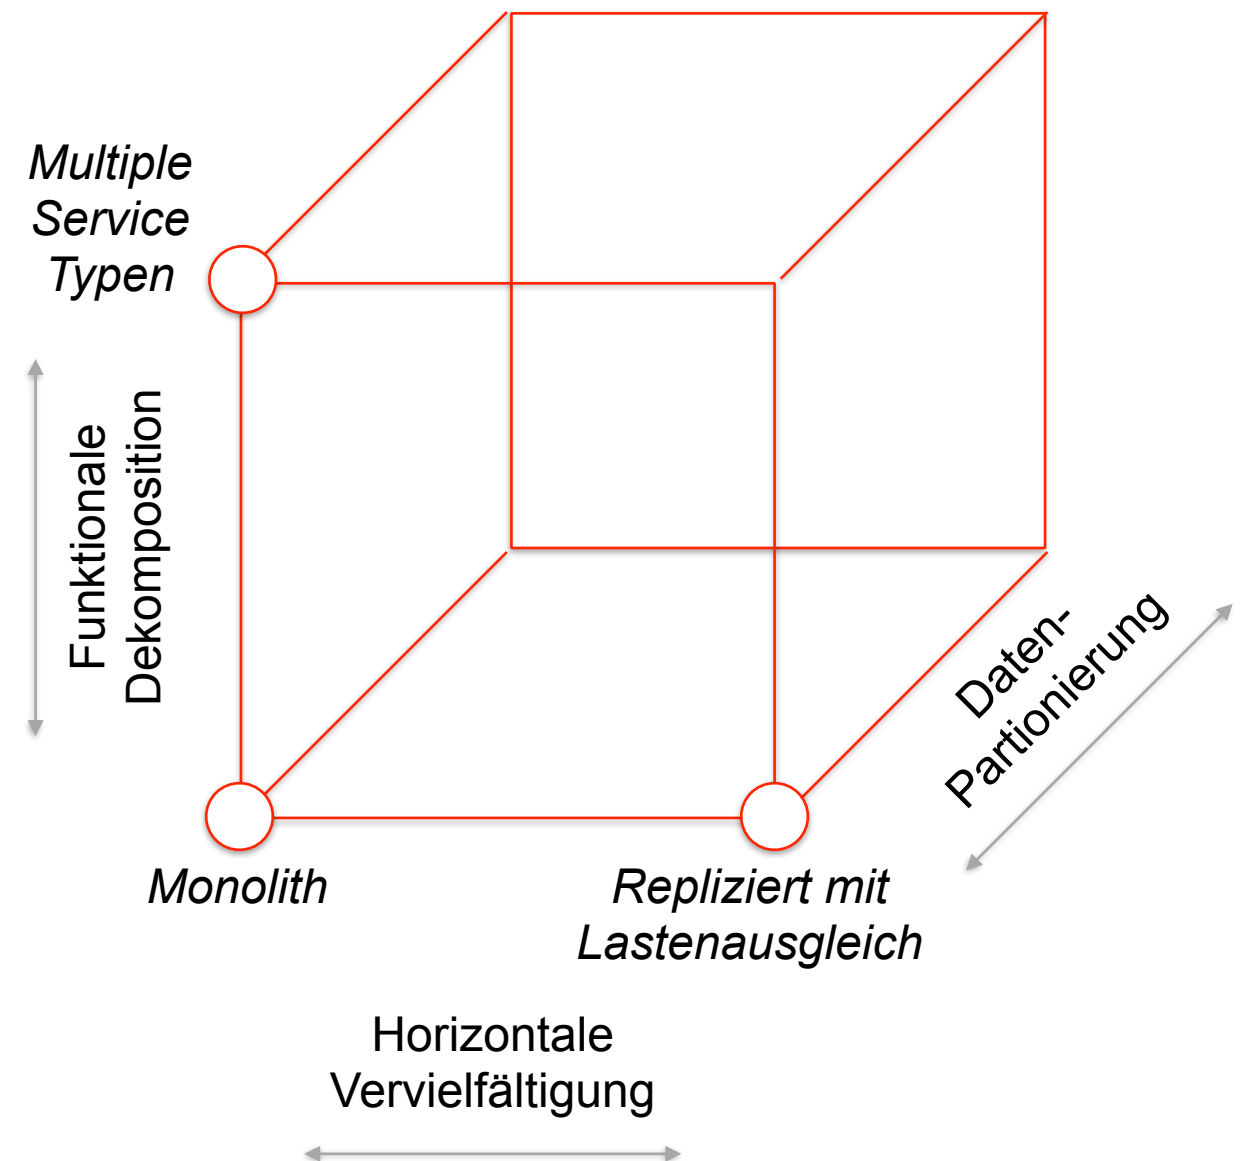 Multiple
Service
Typen
Funktionale
Dekomposition
Daten-
Partionierung
Monolith
Repliziert mit
Lastenausgleich
Horizontale
Vervielfältigung